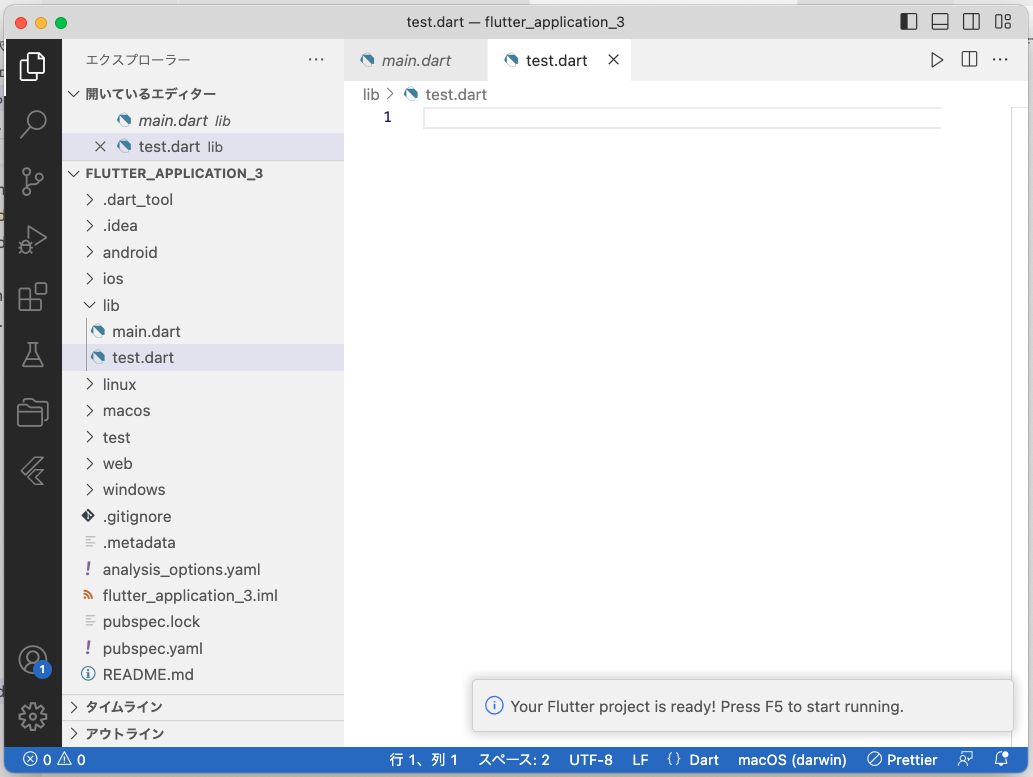 test.dart — flutter_application_3
エクスプローラー
開いているエディター
main.dart lib
test.dart lib
FLUTTER_APPLICATION_3
.dart_tool
.idea
android
ios
lib
main.dart
test.dart
linux
macos
test
web
windows
.gitignore
.metadata
analysis_options.yaml
flutter_application_3.iml
pubspec.lock
pubspec.yaml
README.md
タイムライン
アウトライン
main.dart
test.dart
lib > test.dart
1
Your Flutter project is ready! Press F5 to start running.
1
0 0 行 1、列 1 スペース: 2 UTF-8 LF {} Dart macOS (darwin) Prettier